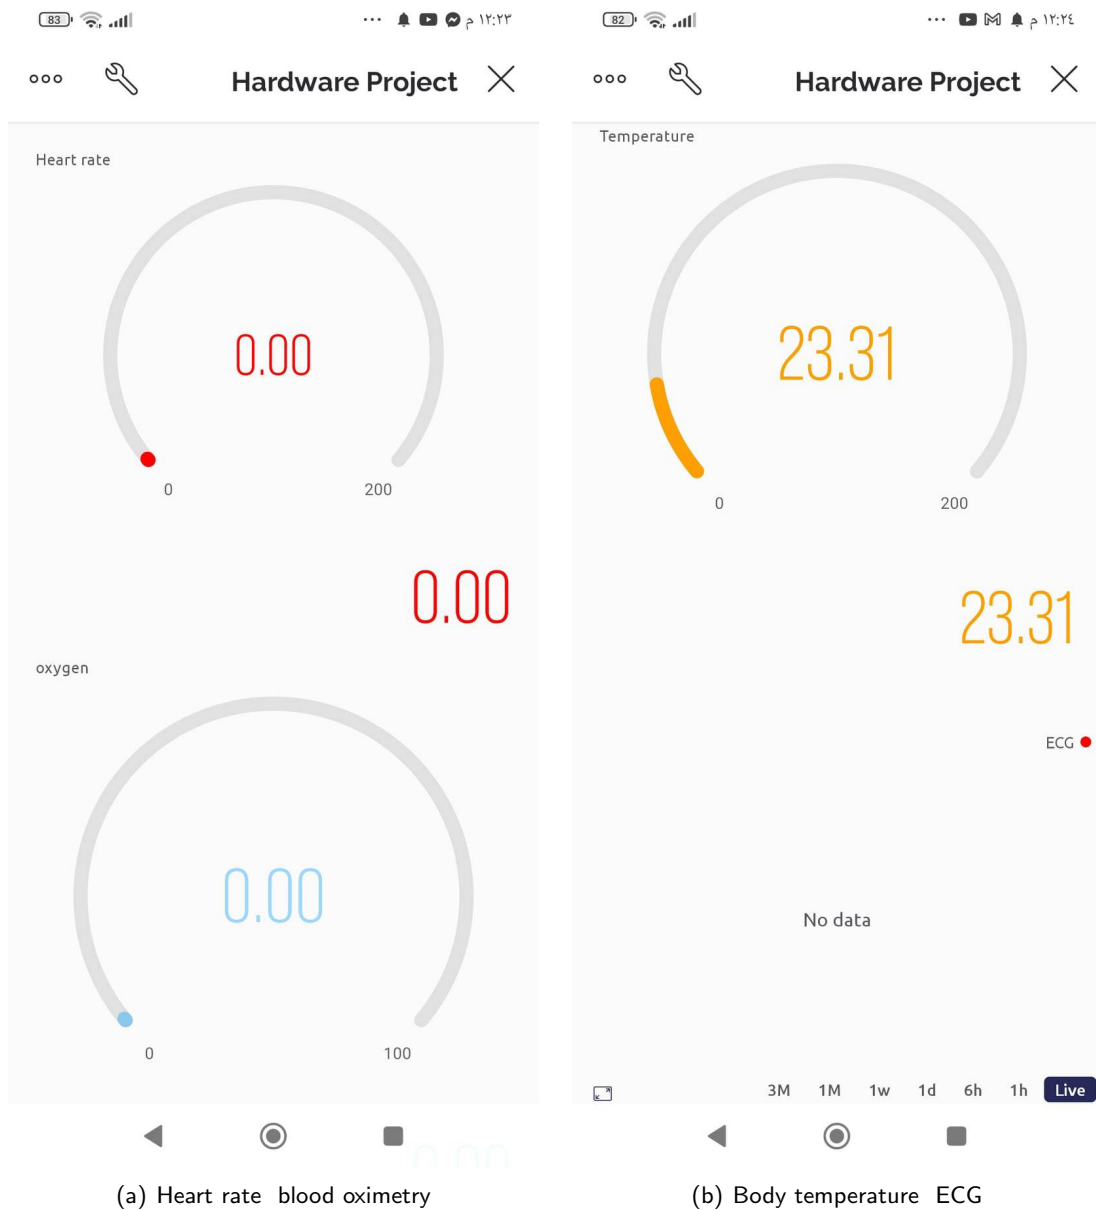 83 ... م ١٢:٢٣
Hardware Project
Heart rate
0.00
0 200
0.00
oxygen
0.00
0 100
0.00
(a) Heart rate blood oximetry
82 ... م ١٢:٢٤
Hardware Project
Temperature
23.31
0 200
23.31
ECG
No data
3M 1M 1w 1d 6h 1h Live
(b) Body temperature ECG